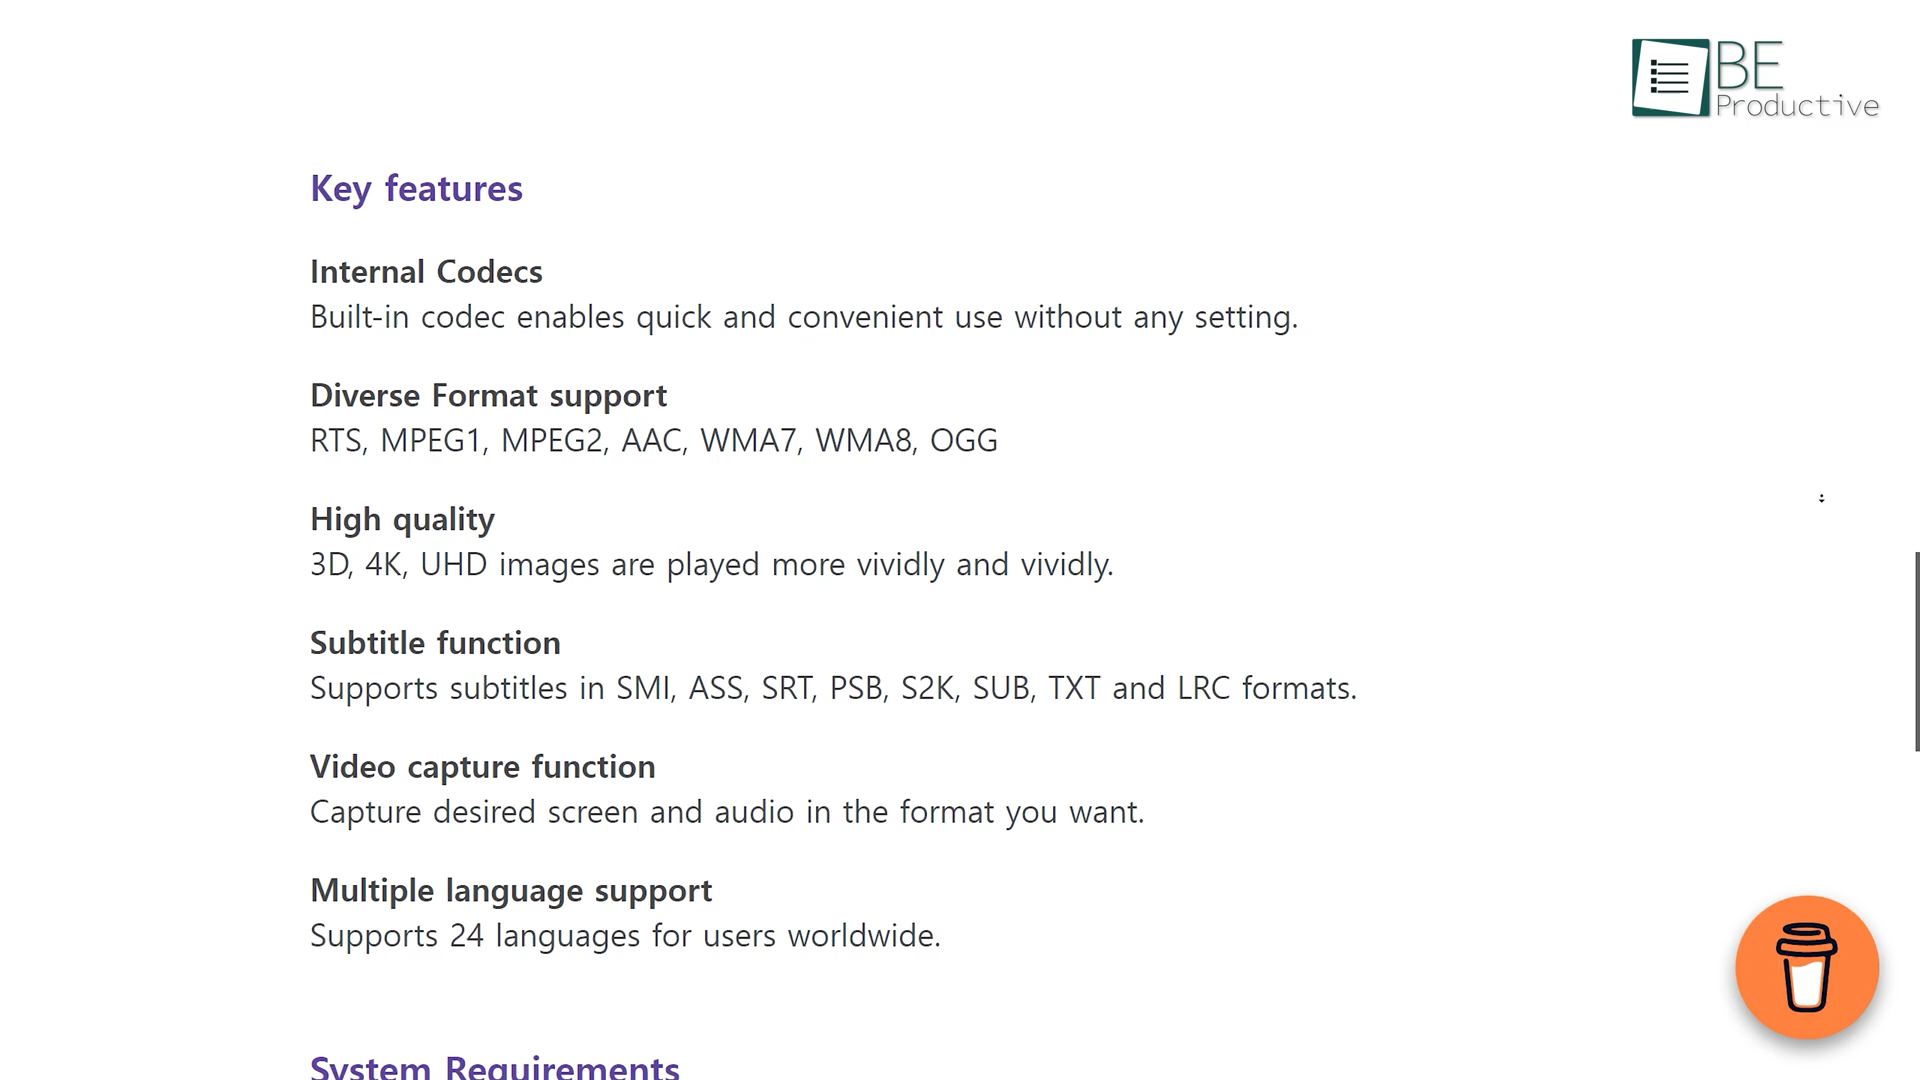 BE
Productive
Key features
Internal Codecs
Built-in codec enables quick and convenient use without any setting.
Diverse Format support
RTS, MPEG1, MPEG2, AAC, WMA7, WMA8, OGG
High quality
3D, 4K, UHD images are played more vividly and vividly.
Subtitle function
Supports subtitles in SMI, ASS, SRT, PSB, S2K, SUB, TXT and LRC formats.
Video capture function
Capture desired screen and audio in the format you want.
Multiple language support
Supports 24 languages for users worldwide.
System Requirements